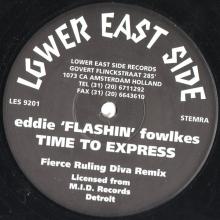 LOWER EAST SIDE
LOWER EAST SIDE RECORDS
GOVERT FLINCKSTRAAT 285'
1073 CA AMSTERDAM HOLLAND
TEL (31) (20) 6711292
FAX (31) (20) 6643610
LES 9201
STEMRA
eddie 'FLASHIN' fowlkes
TIME TO EXPRESS
Fierce Ruling Diva Remix
Licensed from
M.I.D. Records
Detroit